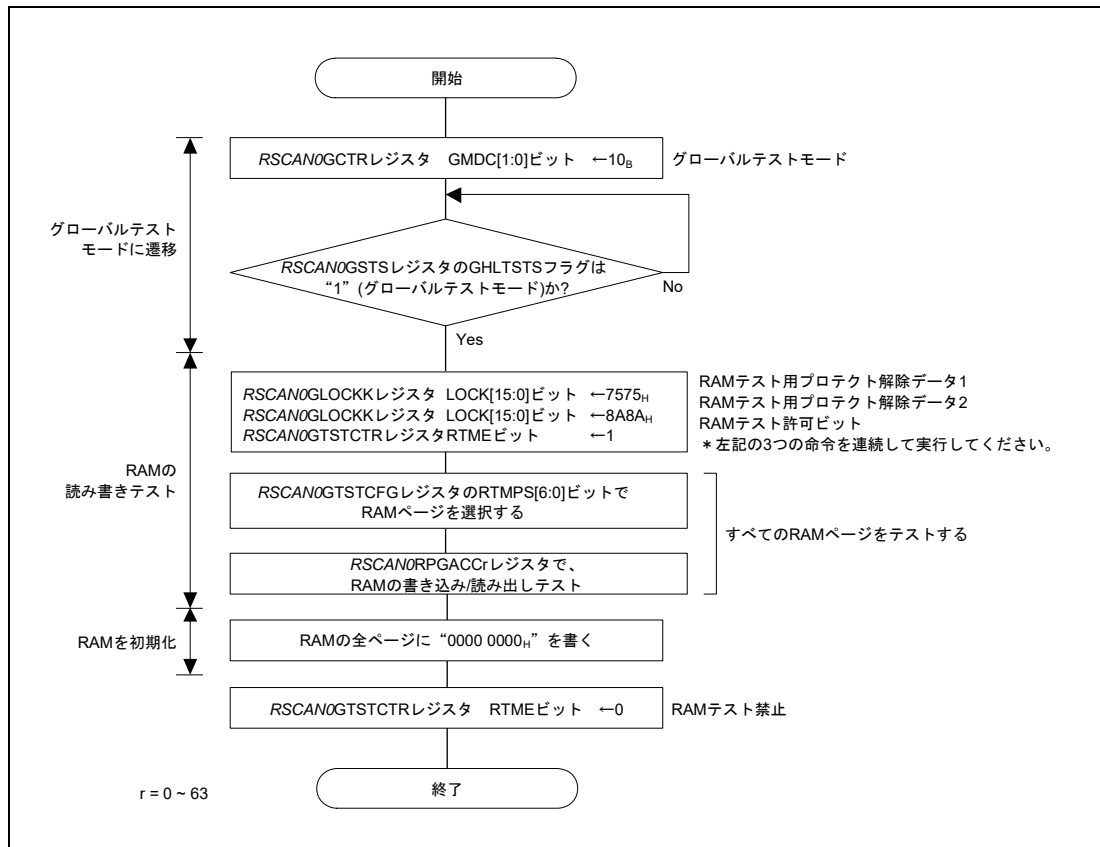 開始
RSCAN0GCTRレジスタ GMDC[1:0]ビット ←10B
グローバルテストモード
グローバルテスト
モードに遷移
RSCAN0GSTSレジスタのGHLTSTSフラグは
“1”(グローバルテストモード)か?
No
Yes
RSCAN0GLOCKKレジスタ LOCK[15:0]ビット ←7575H
RSCAN0GLOCKKレジスタ LOCK[15:0]ビット ←8A8AH
RSCAN0GTSTCTRレジスタRTMEビット ←1
RAMテスト用プロテクト解除データ1
RAMテスト用プロテクト解除データ2
RAMテスト許可ビット
*左記の3つの命令を連続して実行してください。
RAMの
読み書きテスト
RSCAN0GTSTCFGレジスタのRTMPS[6:0]ビットで
RAMページを選択する
すべてのRAMページをテストする
RSCAN0RPGACCrレジスタで、
RAMの書き込み/読み出しテスト
RAMを初期化
RAMの全ページに“0000 0000H”を書く
RSCAN0GTSTCTRレジスタ RTMEビット ←0
RAMテスト禁止
終了
r = 0 ~ 63